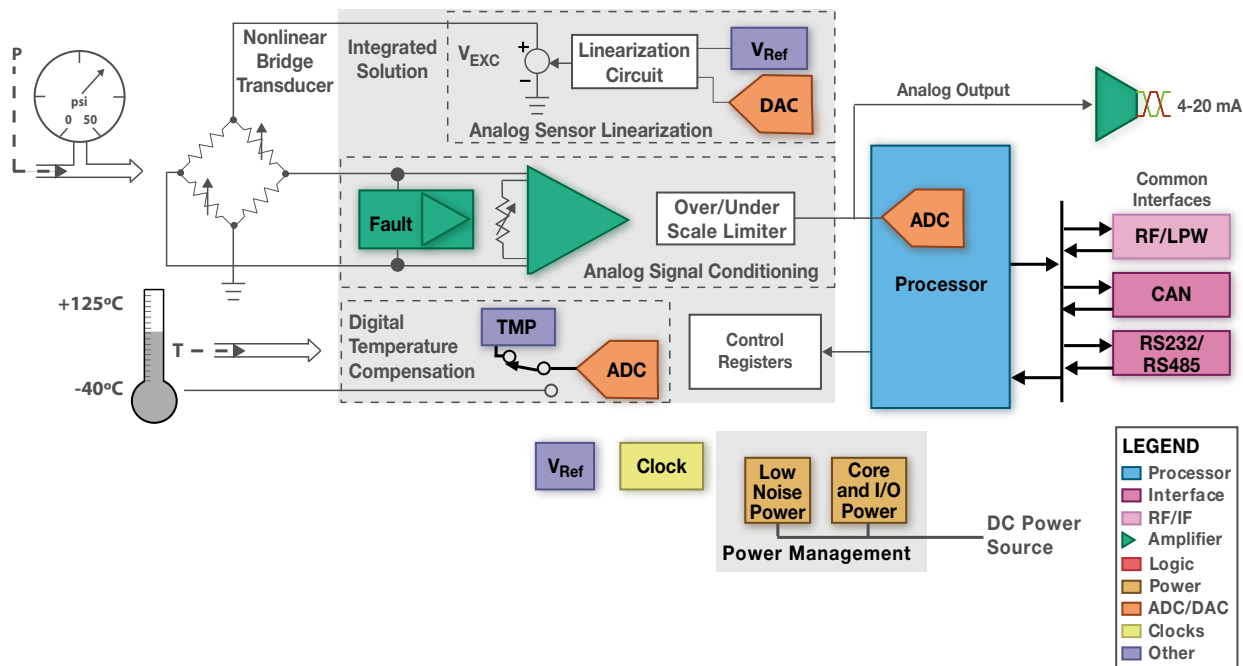 P
psi
0 50
Nonlinear
Bridge
Transducer
Integrated
Solution
VEXC
+
−
Linearization
Circuit
VRef
DAC
Analog Sensor Linearization
Analog Output
4-20 mA
Fault
Over/Under
Scale Limiter
Analog Signal Conditioning
ADC
Processor
Common
Interfaces
RF/LPW
CAN
RS232/
RS485
+125ºC
T
-40ºC
Digital
Temperature
Compensation
TMP
ADC
Control
Registers
VRef
Clock
Low
Noise
Power
Core
and I/O
Power
Power Management
DC Power
Source
LEGEND
Processor
Interface
RF/IF
Amplifier
Logic
Power
ADC/DAC
Clocks
Other